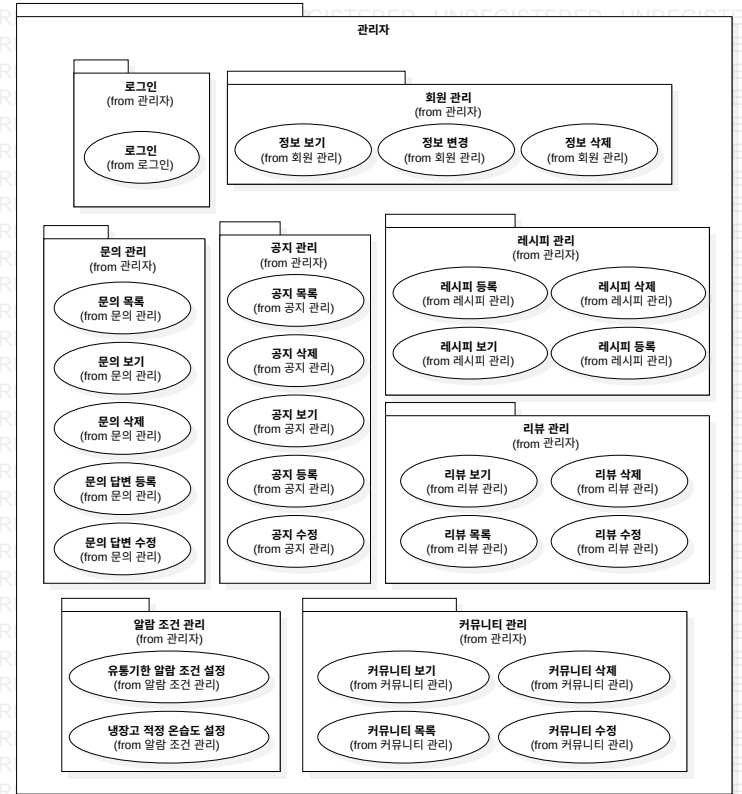 UNREGISTERED UNREGISTERED
관리자
로그인
(from 관리자)
로그인
(from 로그인)
회원 관리
(from 관리자)
정보 보기
(from 회원 관리)
정보 변경
(from 회원 관리)
정보 삭제
(from 회원 관리)
문의 관리
(from 관리자)
문의 목록
(from 문의 관리)
문의 보기
(from 문의 관리)
문의 삭제
(from 문의 관리)
문의 답변 등록
(from 문의 관리)
문의 답변 수정
(from 문의 관리)
공지 관리
(from 관리자)
공지 목록
(from 공지 관리)
공지 삭제
(from 공지 관리)
공지 보기
(from 공지 관리)
공지 등록
(from 공지 관리)
공지 수정
(from 공지 관리)
레시피 관리
(from 관리자)
레시피 등록
(from 레시피 관리)
레시피 삭제
(from 레시피 관리)
레시피 보기
(from 레시피 관리)
레시피 등록
(from 레시피 관리)
리뷰 관리
(from 관리자)
리뷰 보기
(from 리뷰 관리)
리뷰 삭제
(from 리뷰 관리)
리뷰 목록
(from 리뷰 관리)
리뷰 수정
(from 리뷰 관리)
알람 조건 관리
(from 관리자)
유통기한 알람 조건 설정
(from 알람 조건 관리)
냉장고 적정 온습도 설정
(from 알람 조건 관리)
커뮤니티 관리
(from 관리자)
커뮤니티 보기
(from 커뮤니티 관리)
커뮤니티 삭제
(from 커뮤니티 관리)
커뮤니티 목록
(from 커뮤니티 관리)
커뮤니티 수정
(from 커뮤니티 관리)